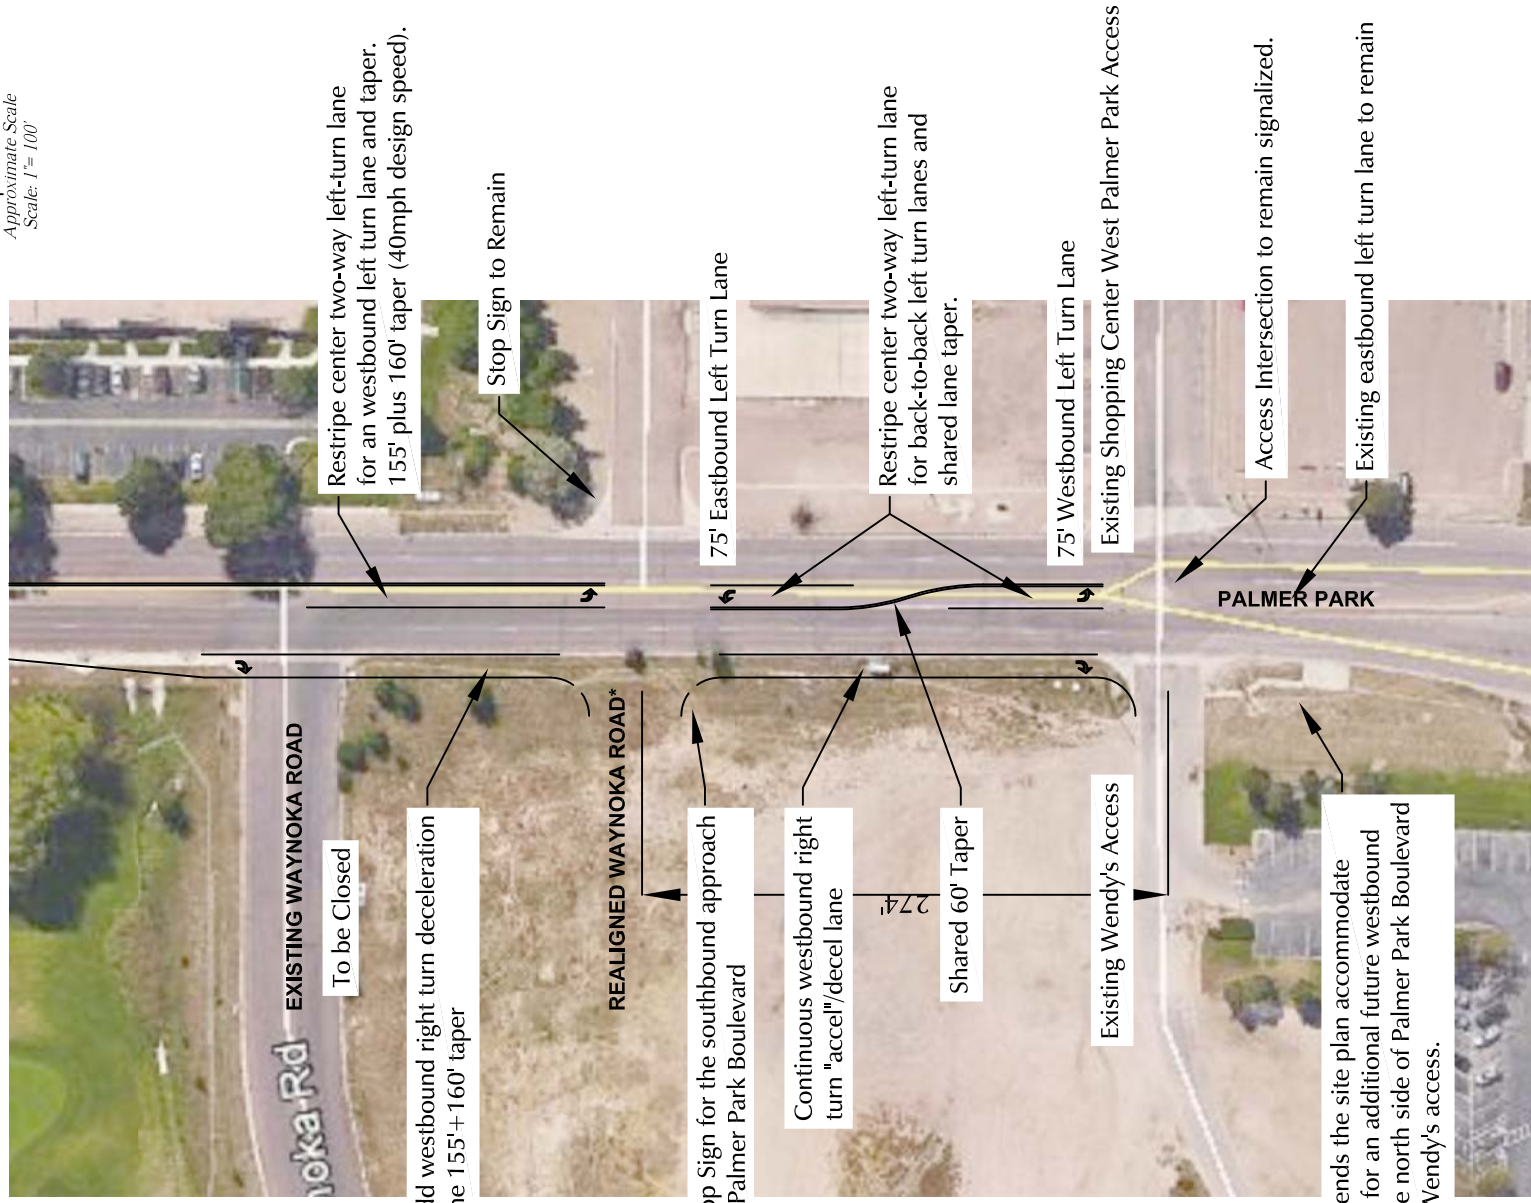 Approximate Scale
Scale: 1"= 100'
Restripe center two-way left-turn lane
for an westbound left turn lane and taper.
155' plus 160' taper (40mph design speed).
Stop Sign to Remain
75' Eastbound Left Turn Lane
Restripe center two-way left-turn lane
for back-to-back left turn lanes and
shared lane taper.
75' Westbound Left Turn Lane
Existing Shopping Center West Palmer Park Access
Access Intersection to remain signalized.
Existing eastbound left turn lane to remain
PALMER PARK
EXISTING WAYNOKA ROAD
To be Closed
westbound right turn deceleration
155'+160' taper
REALIGNED WAYNOKA ROAD*
Sign for the southbound approach
Palmer Park Boulevard
Continuous westbound right
turn "accel"/decel lane
Shared 60' Taper
274'
Existing Wendy's Access
the site plan accommodate
for an additional future westbound
north side of Palmer Park Boulevard
Wendy's access.
Rd